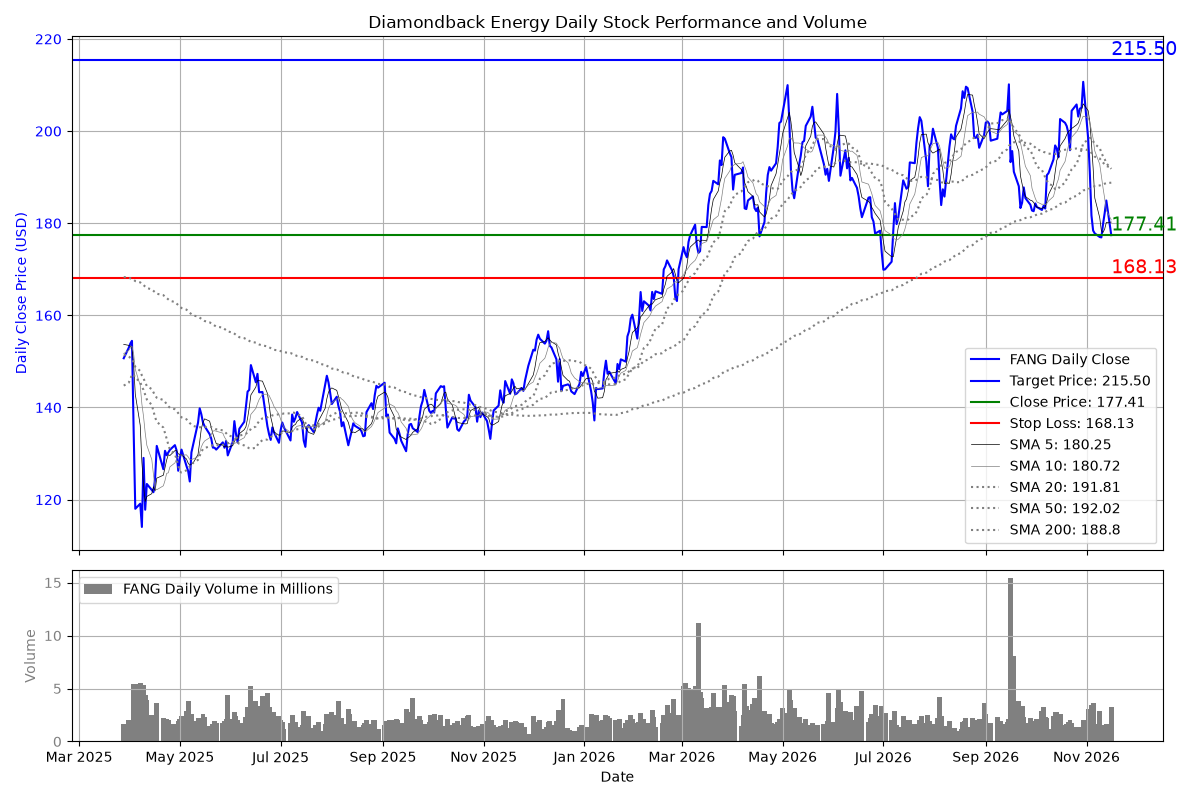 Diamondback Energy Daily Stock Performance and Volume
220
215.50
200
180
177.41
168.13
160
140
120
Daily Close Price (USD)
FANG Daily Close
Target Price: 215.50
Close Price: 177.41
Stop Loss: 168.13
SMA 5: 180.25
SMA 10: 180.72
SMA 20: 191.81
SMA 50: 192.02
SMA 200: 188.8
15
10
5
0
Volume
FANG Daily Volume in Millions
Mar 2025 May 2025 Jul 2025 Sep 2025 Nov 2025 Jan 2026 Mar 2026 May 2026 Jul 2026 Sep 2026 Nov 2026
Date